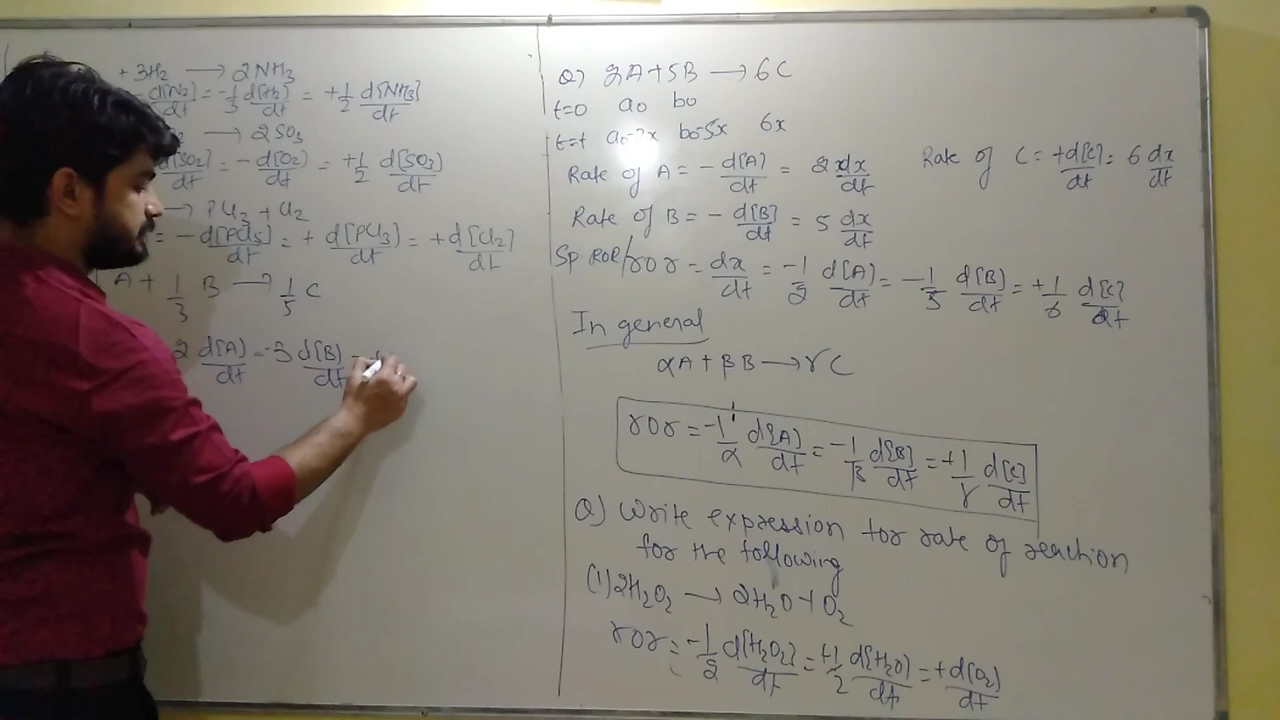 + 3H₂ → 2NH₃
d[N₂]/dt = -1/3 d[H₂]/dt = +1/2 d[NH₃]/dt
→ 2SO₃
d[SO₂]/dt = -d[O₂]/dt = +1/2 d[SO₃]/dt
→ PCl₃ + Cl₂
= -d[PCl₅]/dt = + d[PCl₃]/dt = +d[Cl₂]/dt
A + 1/3 B → 1/5 C
2 d[A]/dt = -3 d[B]/dt =
Q) 2A + 5B → 6C
t=0 a₀ b₀
t=t a₀-2x b₀-5x 6x
Rate of A = - d[A]/dt = 2dx/dt Rate of C = +d[C]/dt = 6 dx/dt
Rate of B = - d[B]/dt = 5 dx/dt
Sp ROR/ror = dx/dt = -1/2 d[A]/dt = -1/5 d[B]/dt = +1/6 d[C]/dt
In general
αA + βB → γC
ror = -1/α d[A]/dt = -1/β d[B]/dt = +1/γ d[C]/dt
Q) Write expression for rate of reaction
for the following
(1) 2H₂O₂ → 2H₂O + O₂
ror = -1/2 d[H₂O₂]/dt = +1/2 d[H₂O]/dt = +d[O₂]/dt